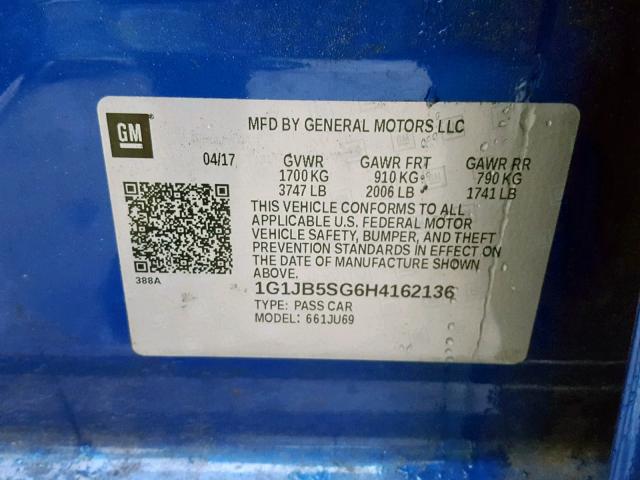 GM
MFD BY GENERAL MOTORS LLC
04/17 GVWR GAWR FRT GAWR RR
1700 KG 910 KG 790 KG
3747 LB 2006 LB 1741 LB
THIS VEHICLE CONFORMS TO ALL
APPLICABLE U.S. FEDERAL MOTOR
VEHICLE SAFETY, BUMPER, AND THEFT
PREVENTION STANDARDS IN EFFECT ON
THE DATE OF MANUFACTURE SHOWN
ABOVE.
388A
1G1JB5SG6H4162136
TYPE: PASS CAR
MODEL: 661JU69